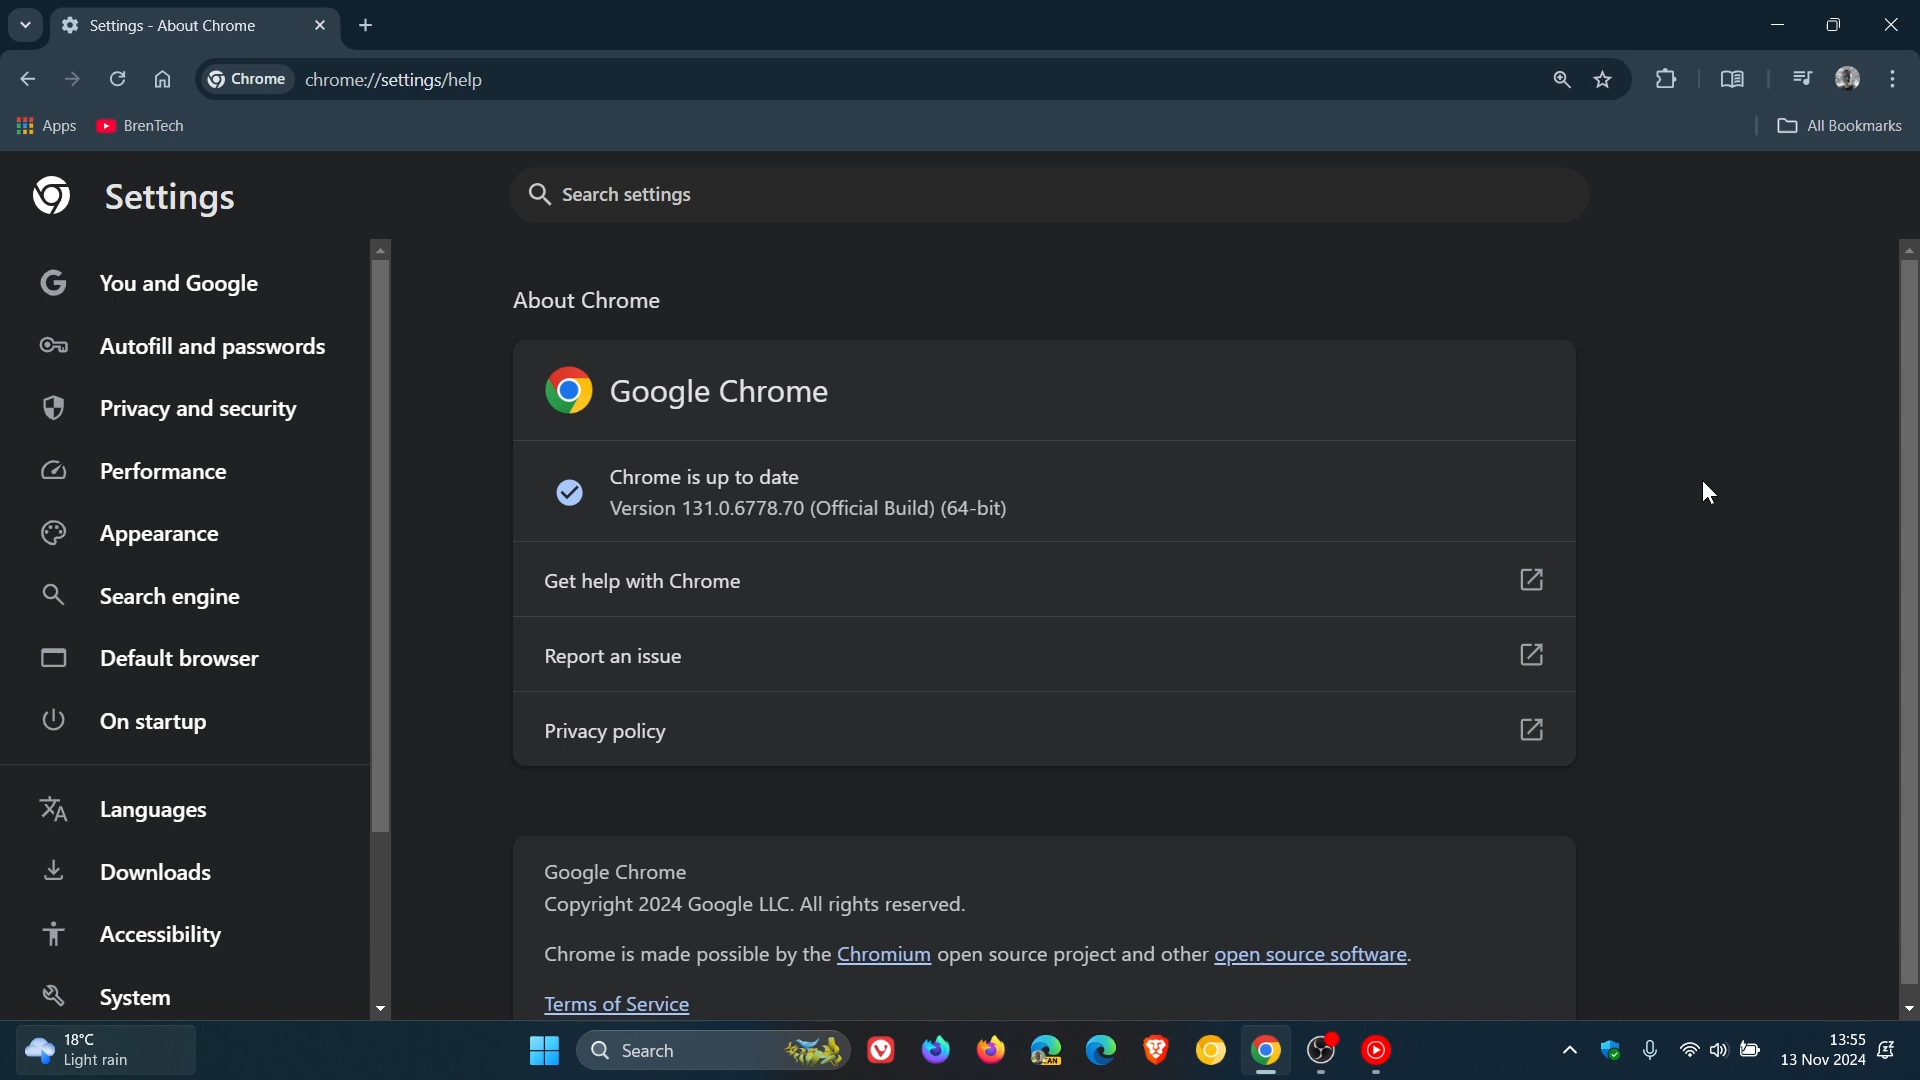 Settings - About Chrome
Chrome
chrome://settings/help
Apps
BrenTech
All Bookmarks
Settings
Search settings
You and Google
Autofill and passwords
Privacy and security
Performance
Appearance
Search engine
Default browser
On startup
Languages
Downloads
Accessibility
System
About Chrome
Google Chrome
Chrome is up to date
Version 131.0.6778.70 (Official Build) (64-bit)
Get help with Chrome
Report an issue
Privacy policy
Google Chrome
Copyright 2024 Google LLC. All rights reserved.
Chrome is made possible by the Chromium open source project and other open source software.
Terms of Service
18°C
Light rain
Search
CAN
13:55
13 Nov 2024